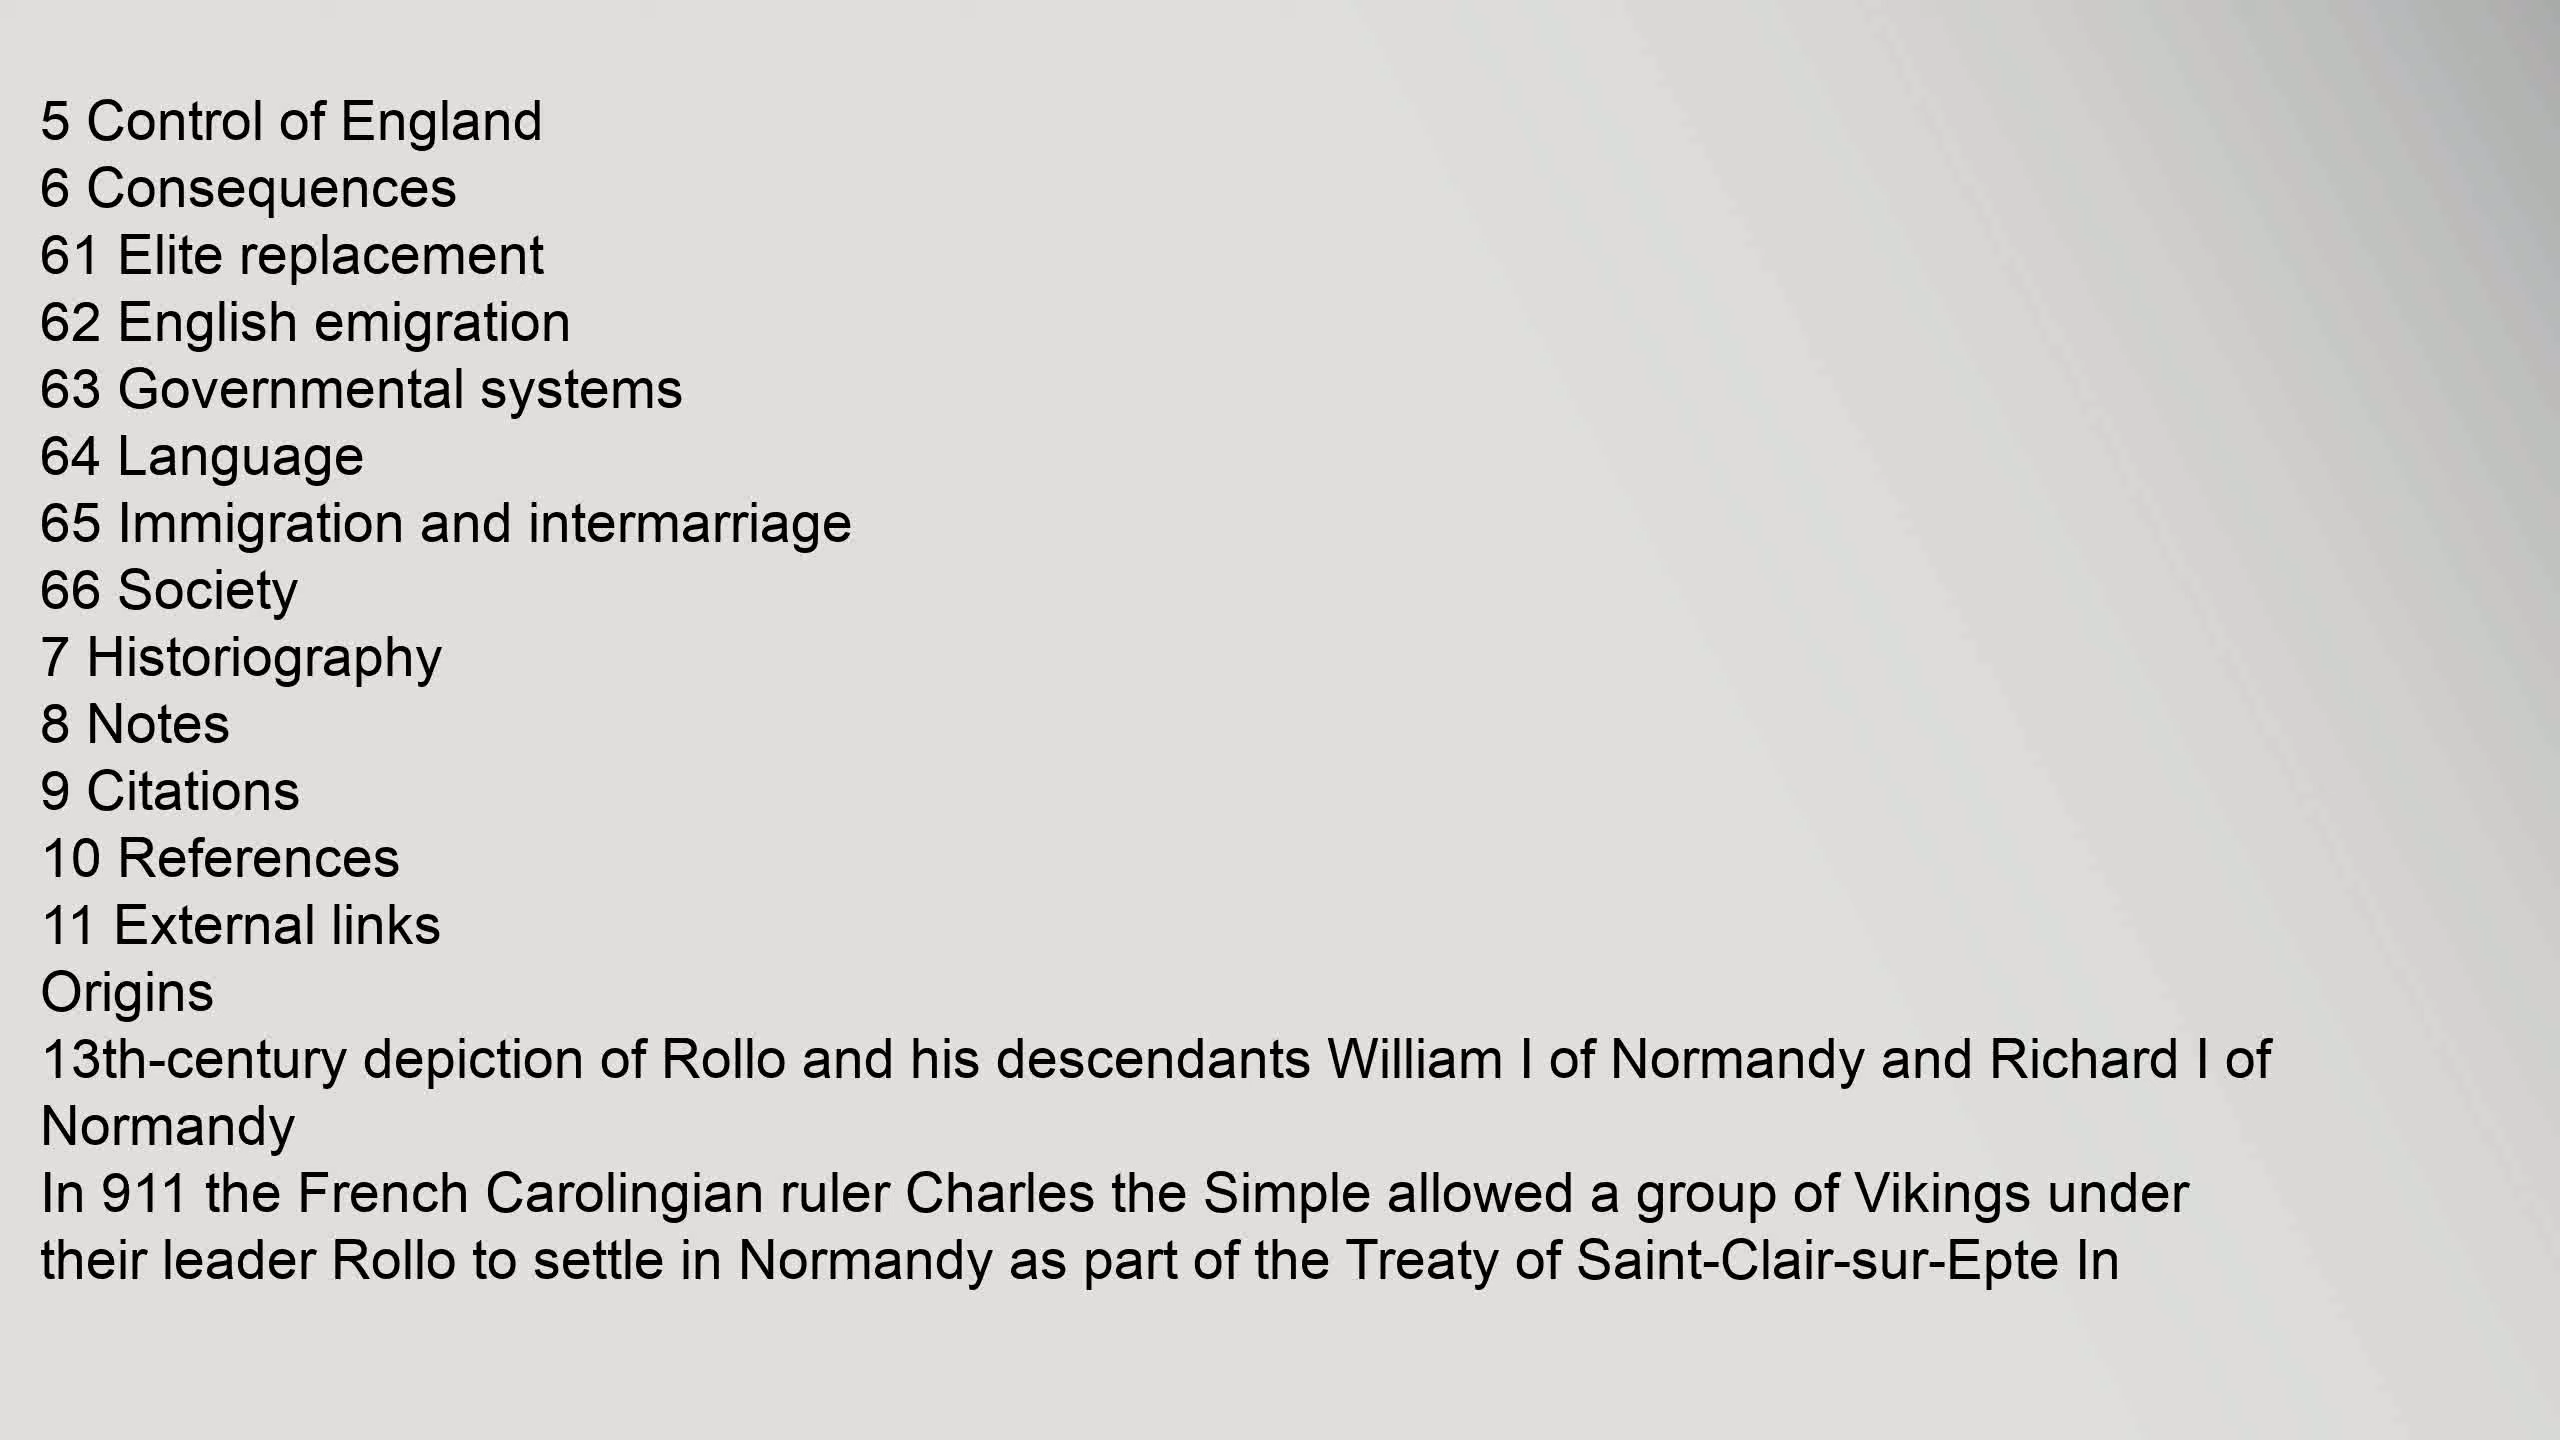 5 Control of England
6 Consequences
61 Elite replacement
62 English emigration
63 Governmental systems
64 Language
65 Immigration and intermarriage
66 Society
7 Historiography
8 Notes
9 Citations
10 References
11 External links
Origins
13th-century depiction of Rollo and his descendants William I of Normandy and Richard I of
Normandy
In 911 the French Carolingian ruler Charles the Simple allowed a group of Vikings under
their leader Rollo to settle in Normandy as part of the Treaty of Saint-Clair-sur-Epte In